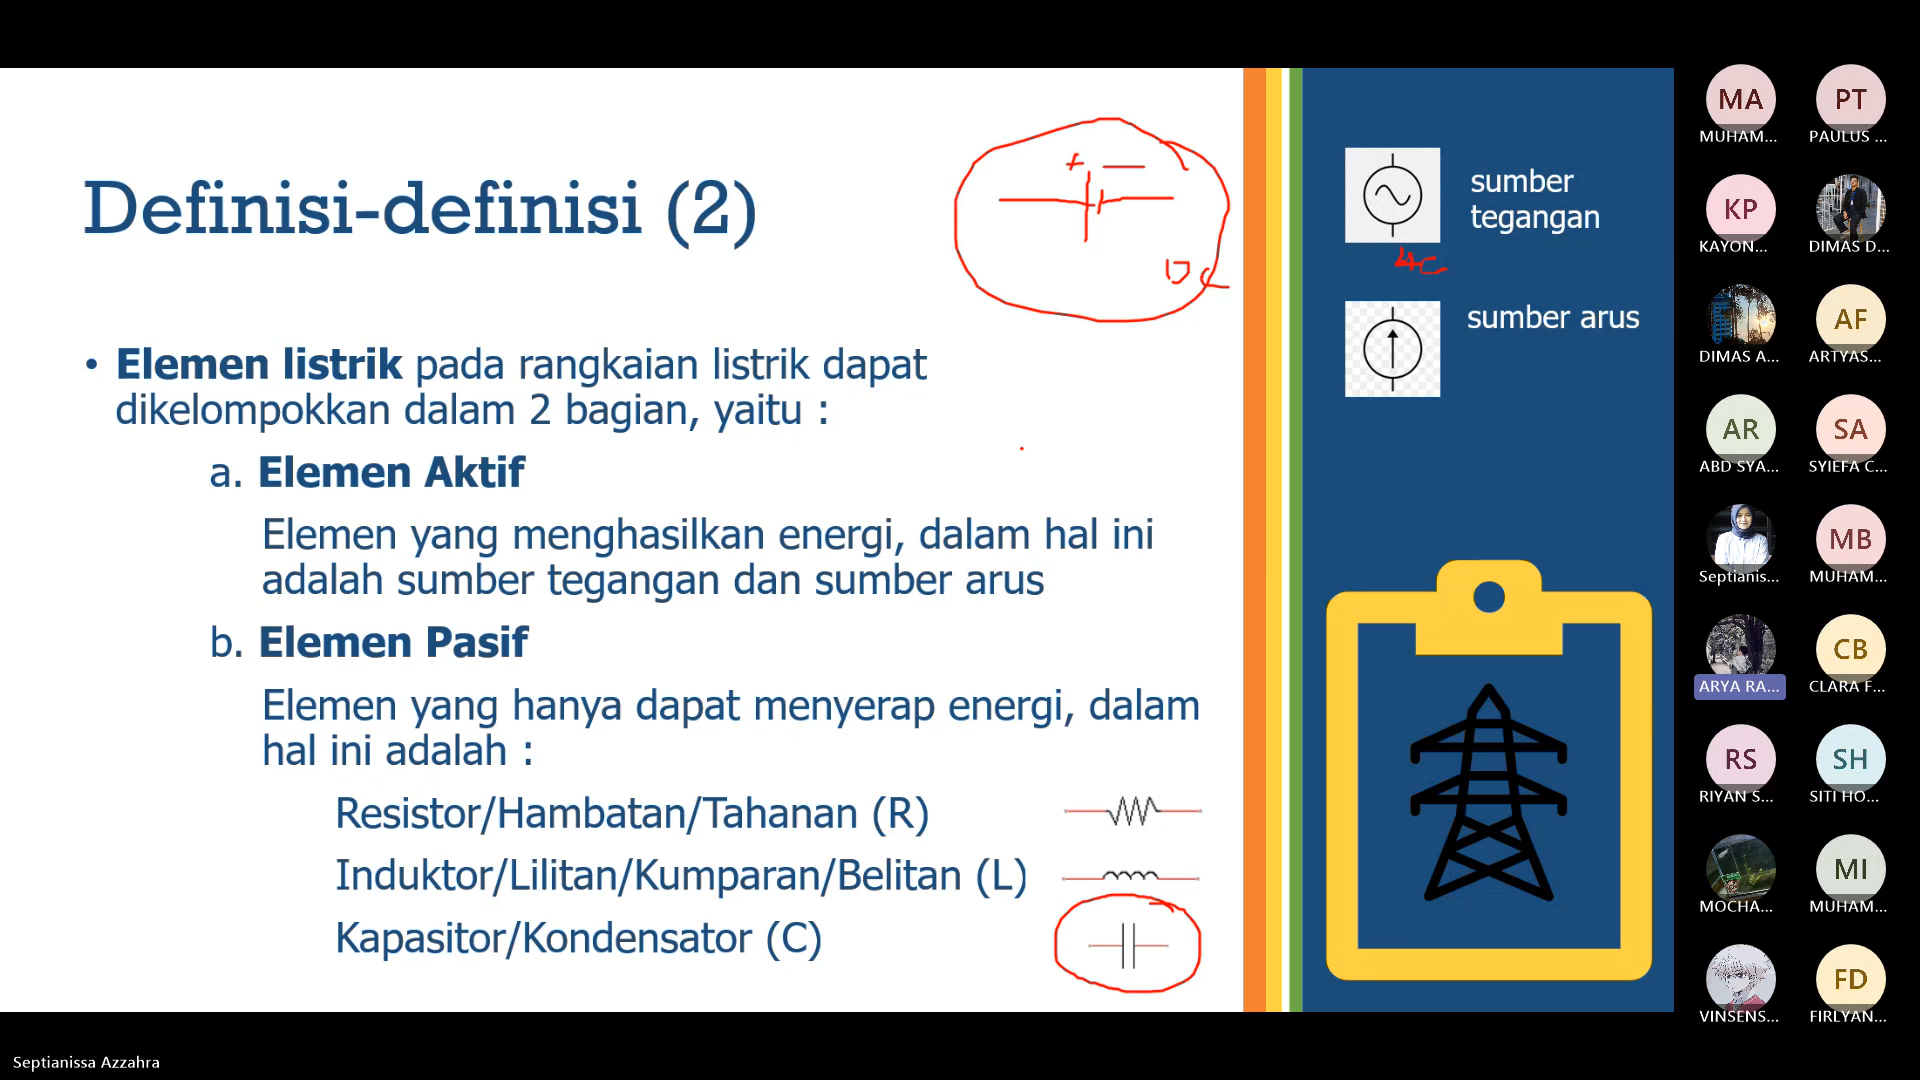 Definisi-definisi (2)
• Elemen listrik pada rangkaian listrik dapat
dikelompokkan dalam 2 bagian, yaitu :
a. Elemen Aktif
Elemen yang menghasilkan energi, dalam hal ini
adalah sumber tegangan dan sumber arus
b. Elemen Pasif
Elemen yang hanya dapat menyerap energi, dalam
hal ini adalah :
Resistor/Hambatan/Tahanan (R)
Induktor/Lilitan/Kumparan/Belitan (L)
Kapasitor/Kondensator (C)
+ —
DC
sumber
tegangan
AC
sumber arus
MA
MUHAM...
PT
PAULUS ...
KP
KAYON...
DIMAS D...
DIMAS A...
AF
ARTYAS...
AR
ABD SYA...
SA
SYIEFA C...
Septianis...
MB
MUHAM...
ARYA RA...
CB
CLARA F...
RS
RIYAN S...
SH
SITI HO...
MOCHA...
MI
MUHAM...
VINSENS...
FD
FIRLYAN...
Septianissa Azzahra